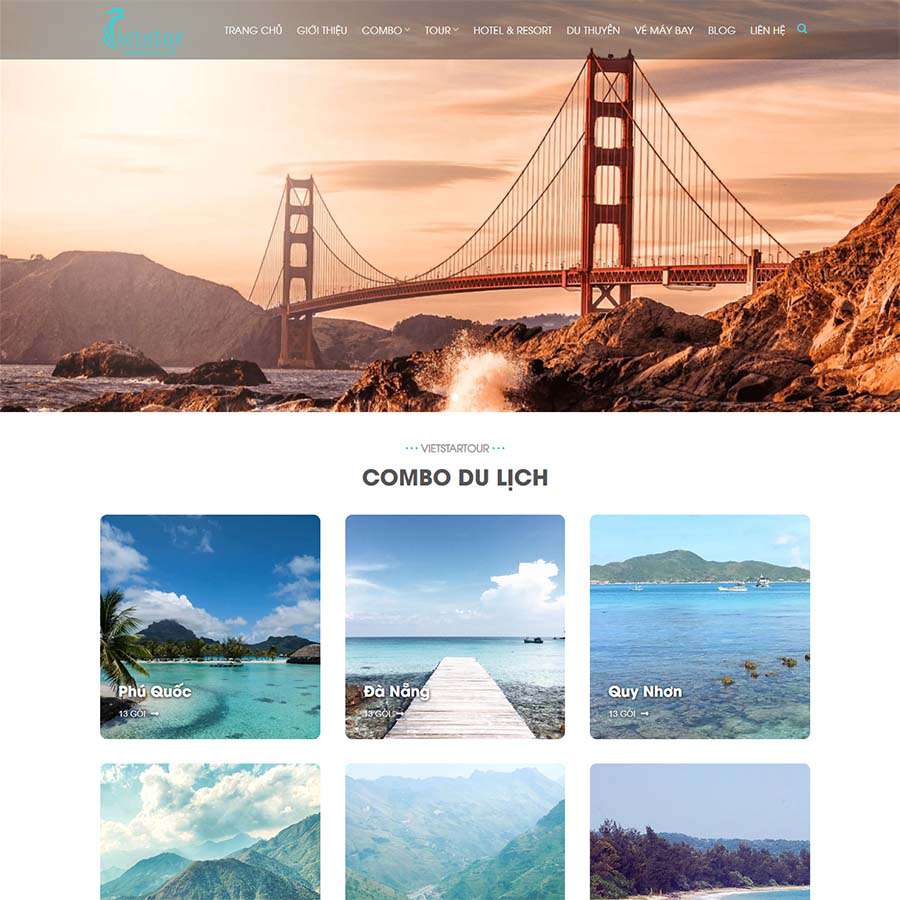 TRANG CHỦ GIỚI THIỆU COMBO TOUR HOTEL & RESORT DU THUYỀN VÉ MÁY BAY BLOG LIÊN HỆ
••• VIETSTARTOUR •••
COMBO DU LỊCH
Phú Quốc
13 GÓI →
Đà Nẵng
13 GÓI →
Quy Nhơn
13 GÓI →